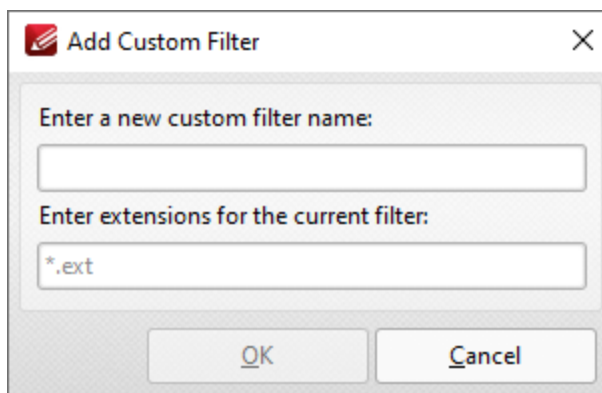 Add Custom Filter
Enter a new custom filter name:
Enter extensions for the current filter:
*.ext
OK
Cancel